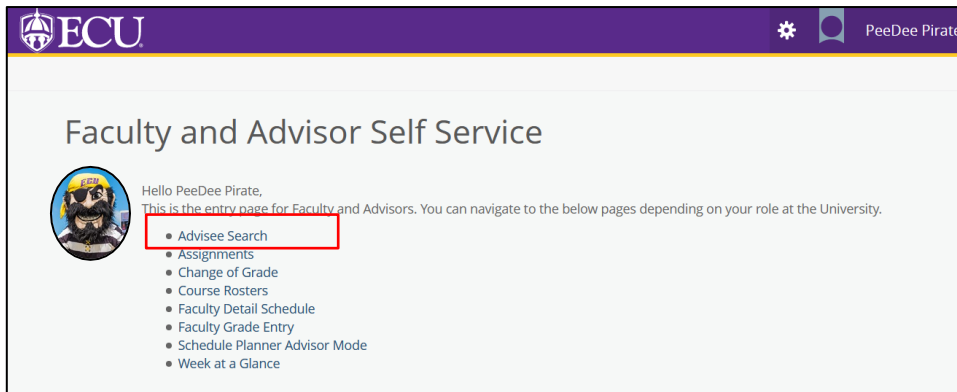 ECU
PeeDee Pirate
Faculty and Advisor Self Service
ECU
Hello PeeDee Pirate,
This is the entry page for Faculty and Advisors. You can navigate to the below pages depending on your role at the University.
Advisee Search
Assignments
Change of Grade
Course Rosters
Faculty Detail Schedule
Faculty Grade Entry
Schedule Planner Advisor Mode
Week at a Glance